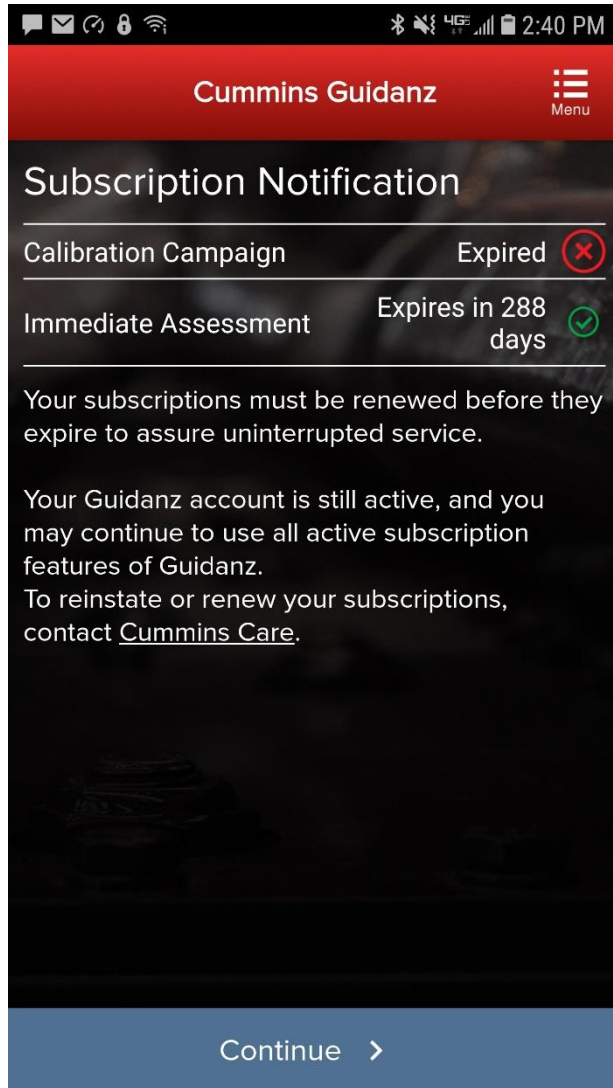 4GE 2:40 PM
Cummins Guidanz
Menu
Subscription Notification
Calibration Campaign Expired
Immediate Assessment Expires in 288
days
Your subscriptions must be renewed before they
expire to assure uninterrupted service.
Your Guidanz account is still active, and you
may continue to use all active subscription
features of Guidanz.
To reinstate or renew your subscriptions,
contact Cummins Care.
Continue